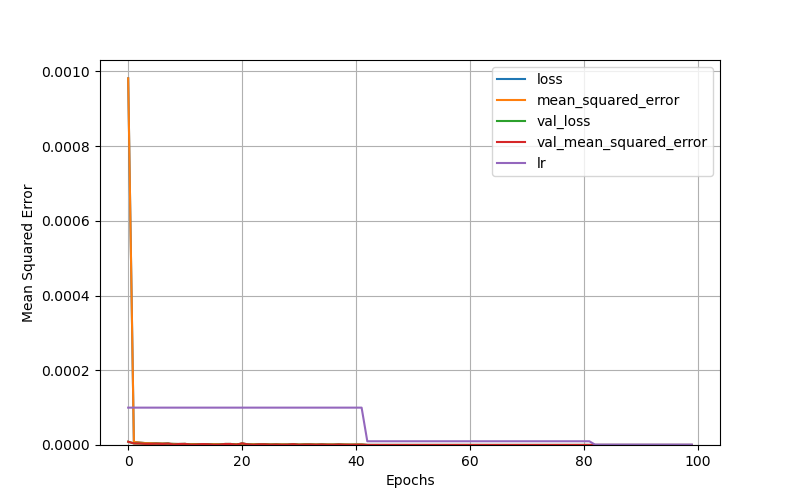 0.0010
0.0008
0.0006
0.0004
0.0002
0.0000
Mean Squared Error
loss
mean_squared_error
val_loss
val_mean_squared_error
lr
0 20 40 60 80 100
Epochs